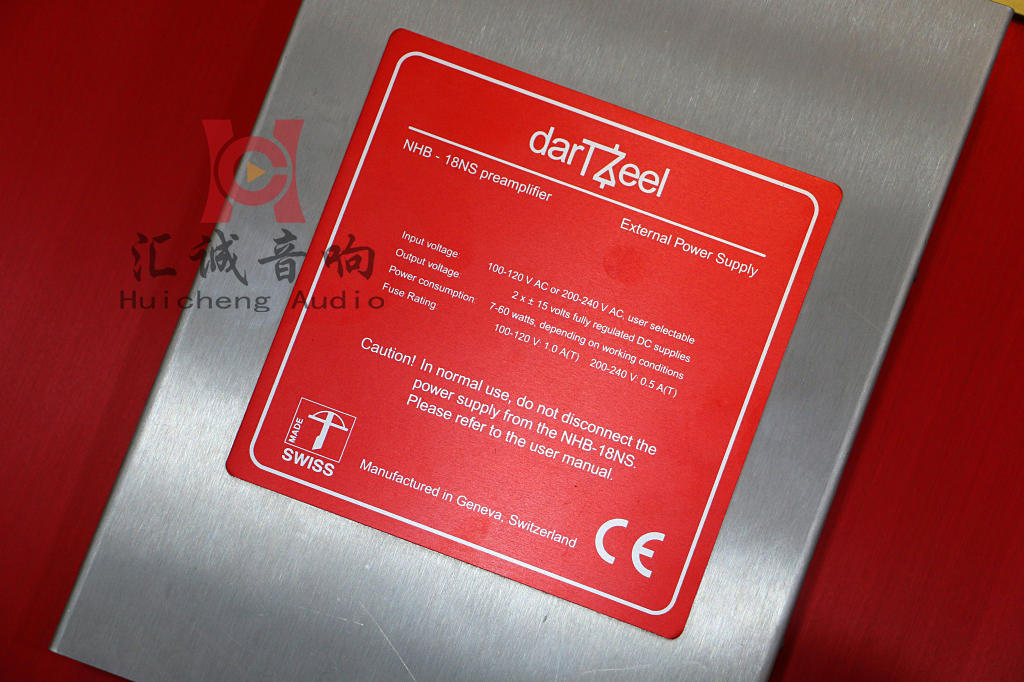 darTZeel
NHB - 18NS preamplifier
External Power Supply
Input voltage: 100-120 V AC or 200-240 V AC, user selectable
Output voltage: 2 x ± 15 volts fully regulated DC supplies
Power consumption: 7-60 watts, depending on working conditions
Fuse Rating: 100-120 V: 1.0 A(T) 200-240 V: 0.5 A(T)
Caution! In normal use, do not disconnect the
power supply from the NHB-18NS.
Please refer to the user manual.
MADE
SWISS
Manufactured in Geneva, Switzerland
CE
汇诚音响
Huicheng Audio